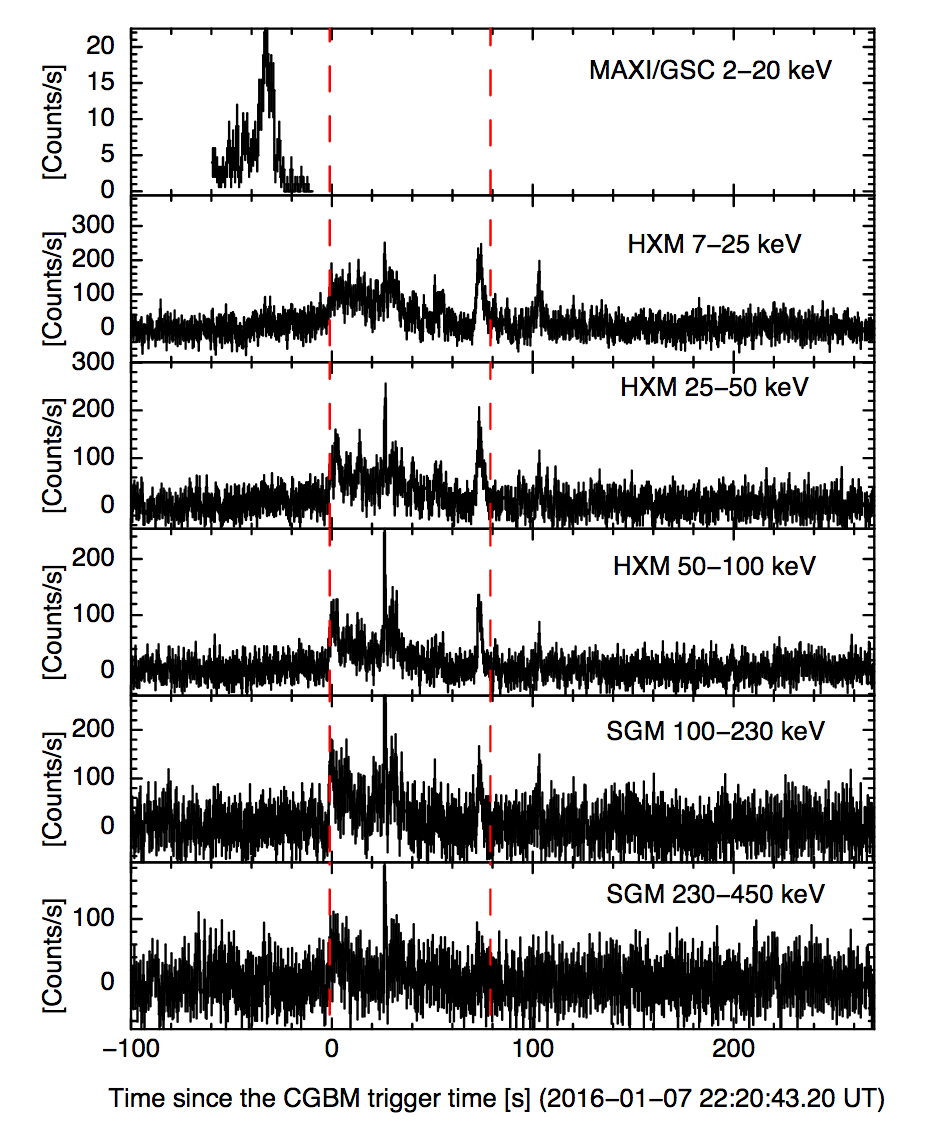 MAXI/GSC 2–20 keV
[Counts/s]
20
15
10
5
0
HXM 7–25 keV
[Counts/s]
300
200
100
0
HXM 25–50 keV
[Counts/s]
300
200
100
0
HXM 50–100 keV
[Counts/s]
200
100
0
SGM 100–230 keV
[Counts/s]
200
100
0
SGM 230–450 keV
[Counts/s]
100
0
−100 0 100 200
Time since the CGBM trigger time [s] (2016−01−07 22:20:43.20 UT)